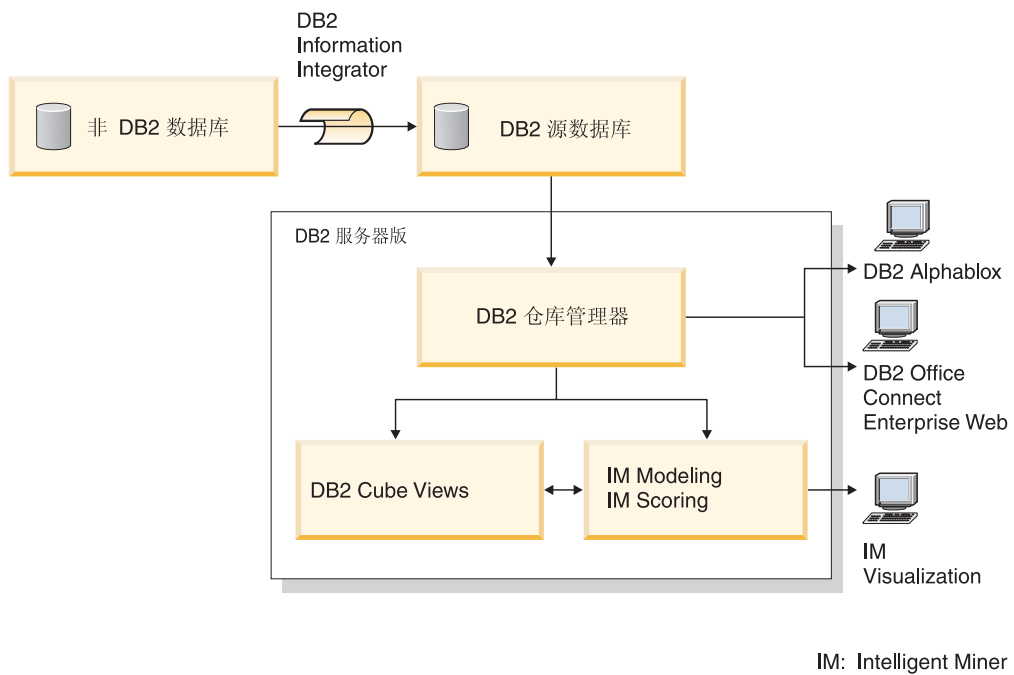 DB2
Information
Integrator
非 DB2 数据库
DB2 源数据库
DB2 服务器版
DB2 仓库管理器
DB2 Alphablox
DB2 Office
Connect
Enterprise Web
DB2 Cube Views
IM Modeling
IM Scoring
IM
Visualization
IM: Intelligent Miner